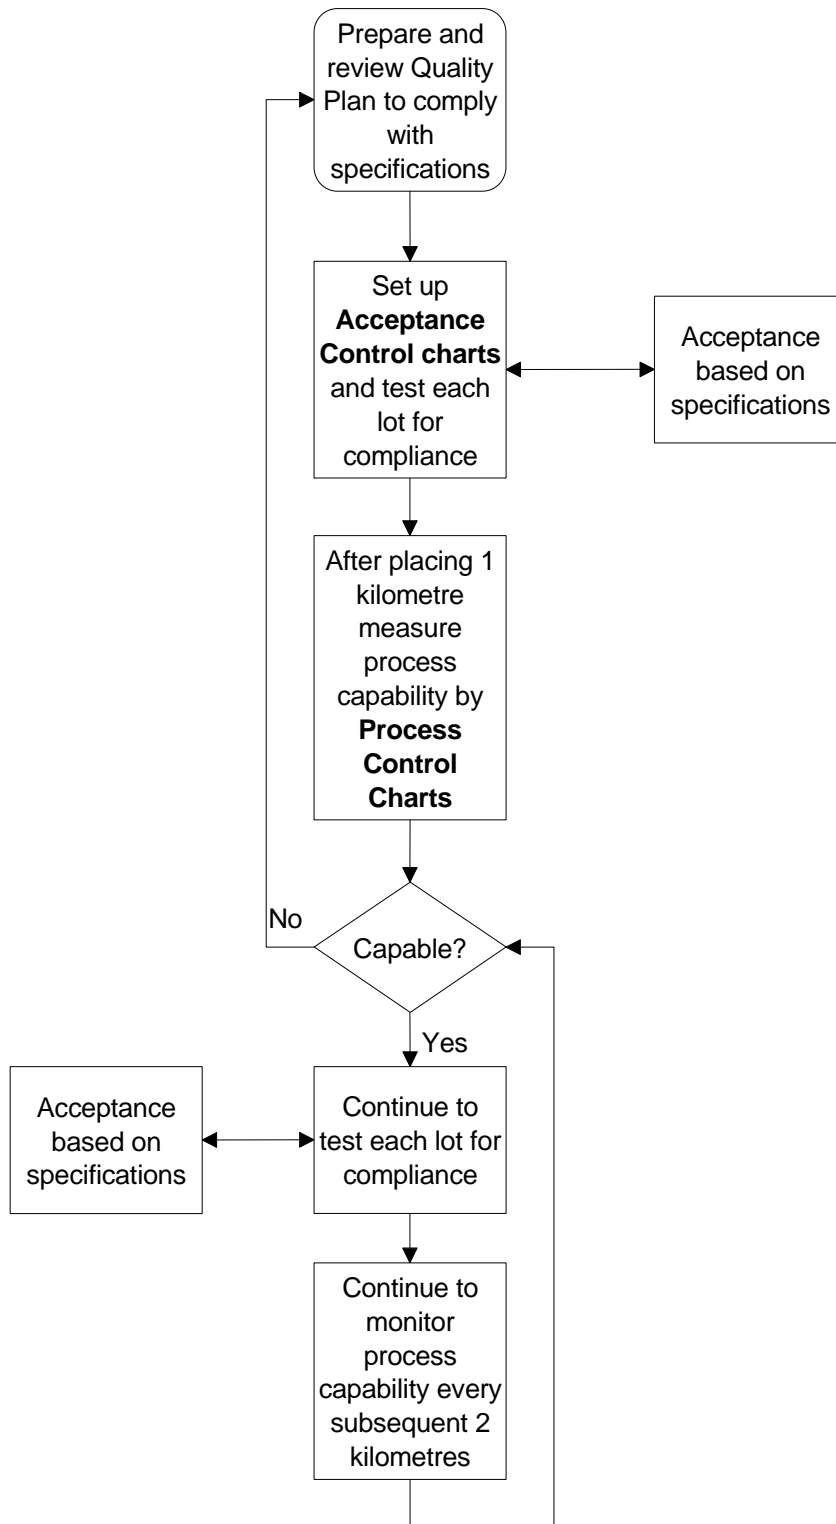 Prepare and
review Quality
Plan to comply
with
specifications
Set up
Acceptance
Control charts
and test each
lot for
compliance
Acceptance
based on
specifications
After placing 1
kilometre
measure
process
capability by
Process
Control
Charts
No
Capable?
Yes
Acceptance
based on
specifications
Continue to
test each lot for
compliance
Continue to
monitor
process
capability every
subsequent 2
kilometres